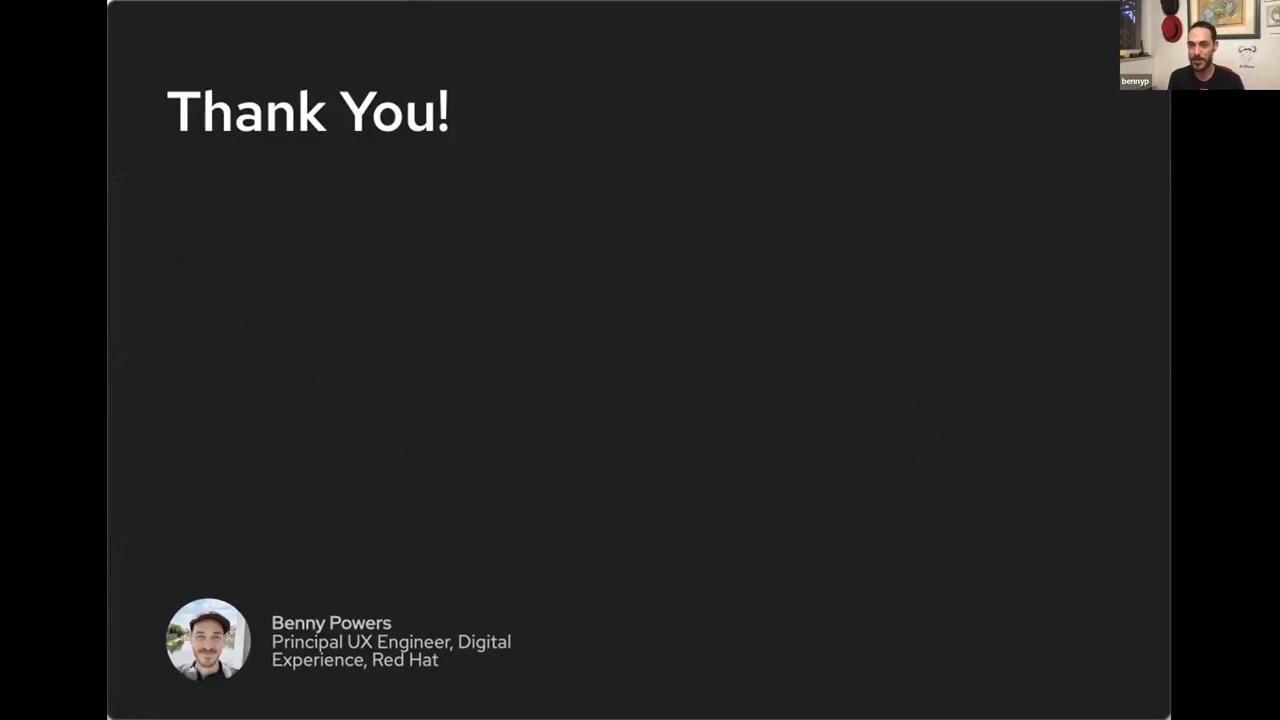 Thank You!
bennyp
Benny Powers
Principal UX Engineer, Digital
Experience, Red Hat